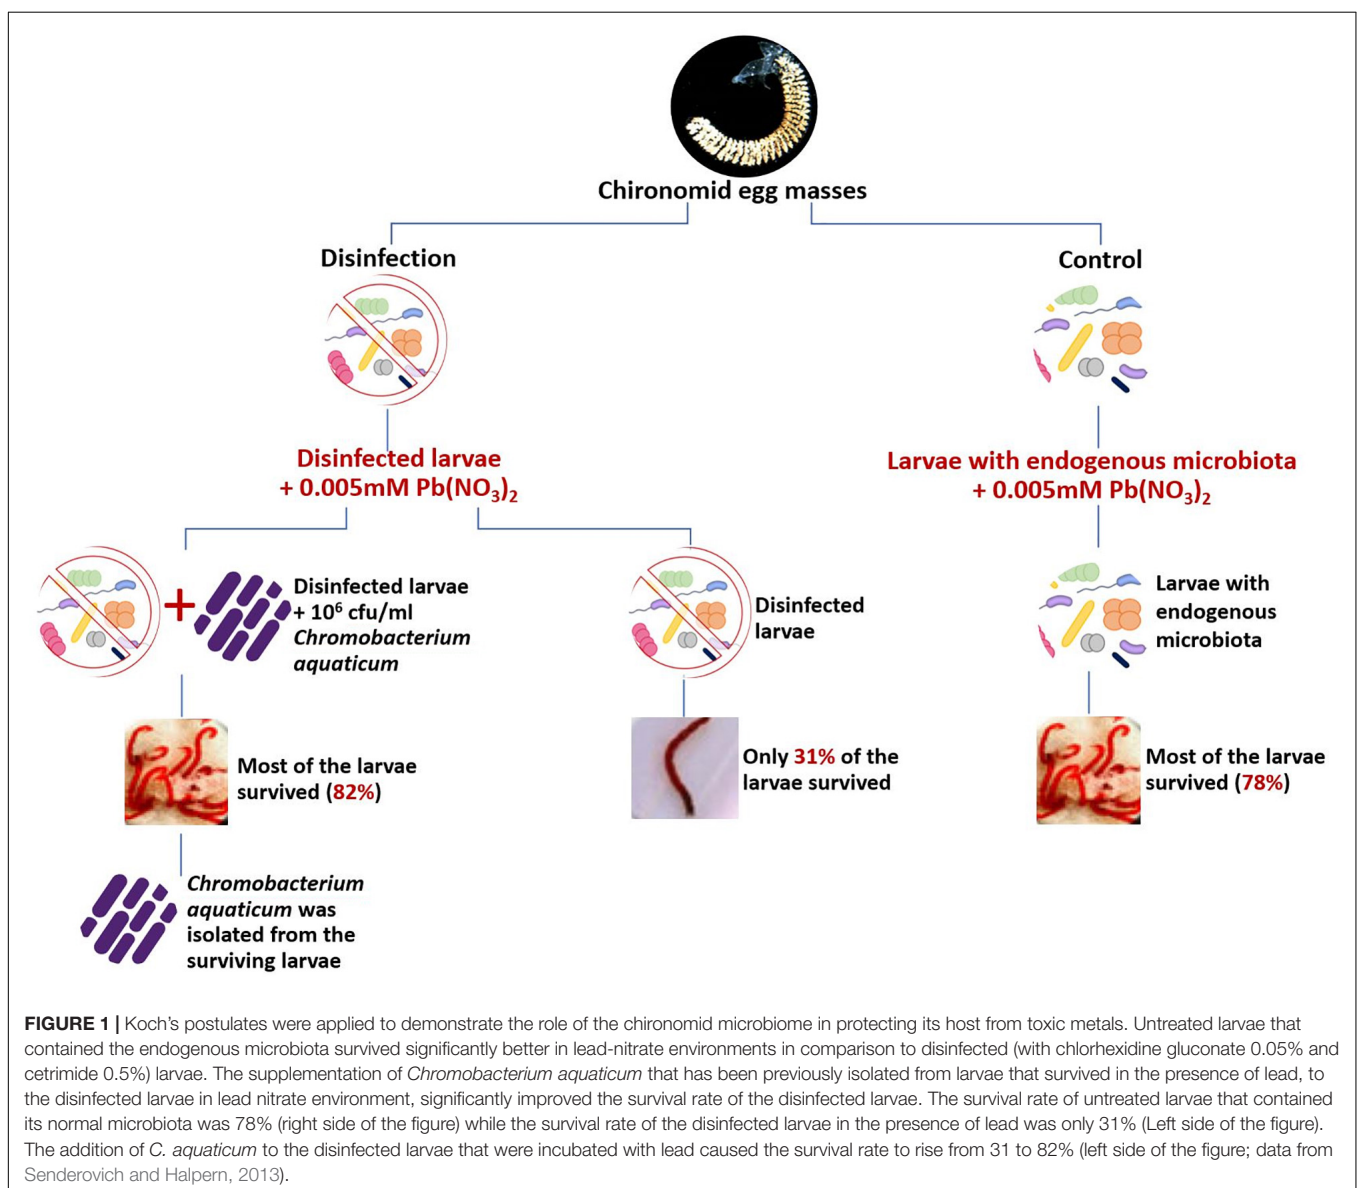 Chironomid egg masses
Disinfection
Control
Disinfected larvae
+ 0.005mM Pb(NO₃)₂
Larvae with endogenous microbiota
+ 0.005mM Pb(NO₃)₂
+
Disinfected larvae
+ 10⁶ cfu/ml
Chromobacterium
aquaticum
Disinfected
larvae
Larvae with
endogenous
microbiota
Most of the larvae
survived (82%)
Only 31% of the
larvae survived
Most of the larvae
survived (78%)
Chromobacterium
aquaticum was
isolated from the
surviving larvae
FIGURE 1 | Koch's postulates were applied to demonstrate the role of the chironomid microbiome in protecting its host from toxic metals. Untreated larvae that
contained the endogenous microbiota survived significantly better in lead-nitrate environments in comparison to disinfected (with chlorhexidine gluconate 0.05% and
cetrimide 0.5%) larvae. The supplementation of Chromobacterium aquaticum that has been previously isolated from larvae that survived in the presence of lead, to
the disinfected larvae in lead nitrate environment, significantly improved the survival rate of the disinfected larvae. The survival rate of untreated larvae that contained
its normal microbiota was 78% (right side of the figure) while the survival rate of the disinfected larvae in the presence of lead was only 31% (Left side of the figure).
The addition of C. aquaticum to the disinfected larvae that were incubated with lead caused the survival rate to rise from 31 to 82% (left side of the figure; data from
Senderovich and Halpern, 2013).